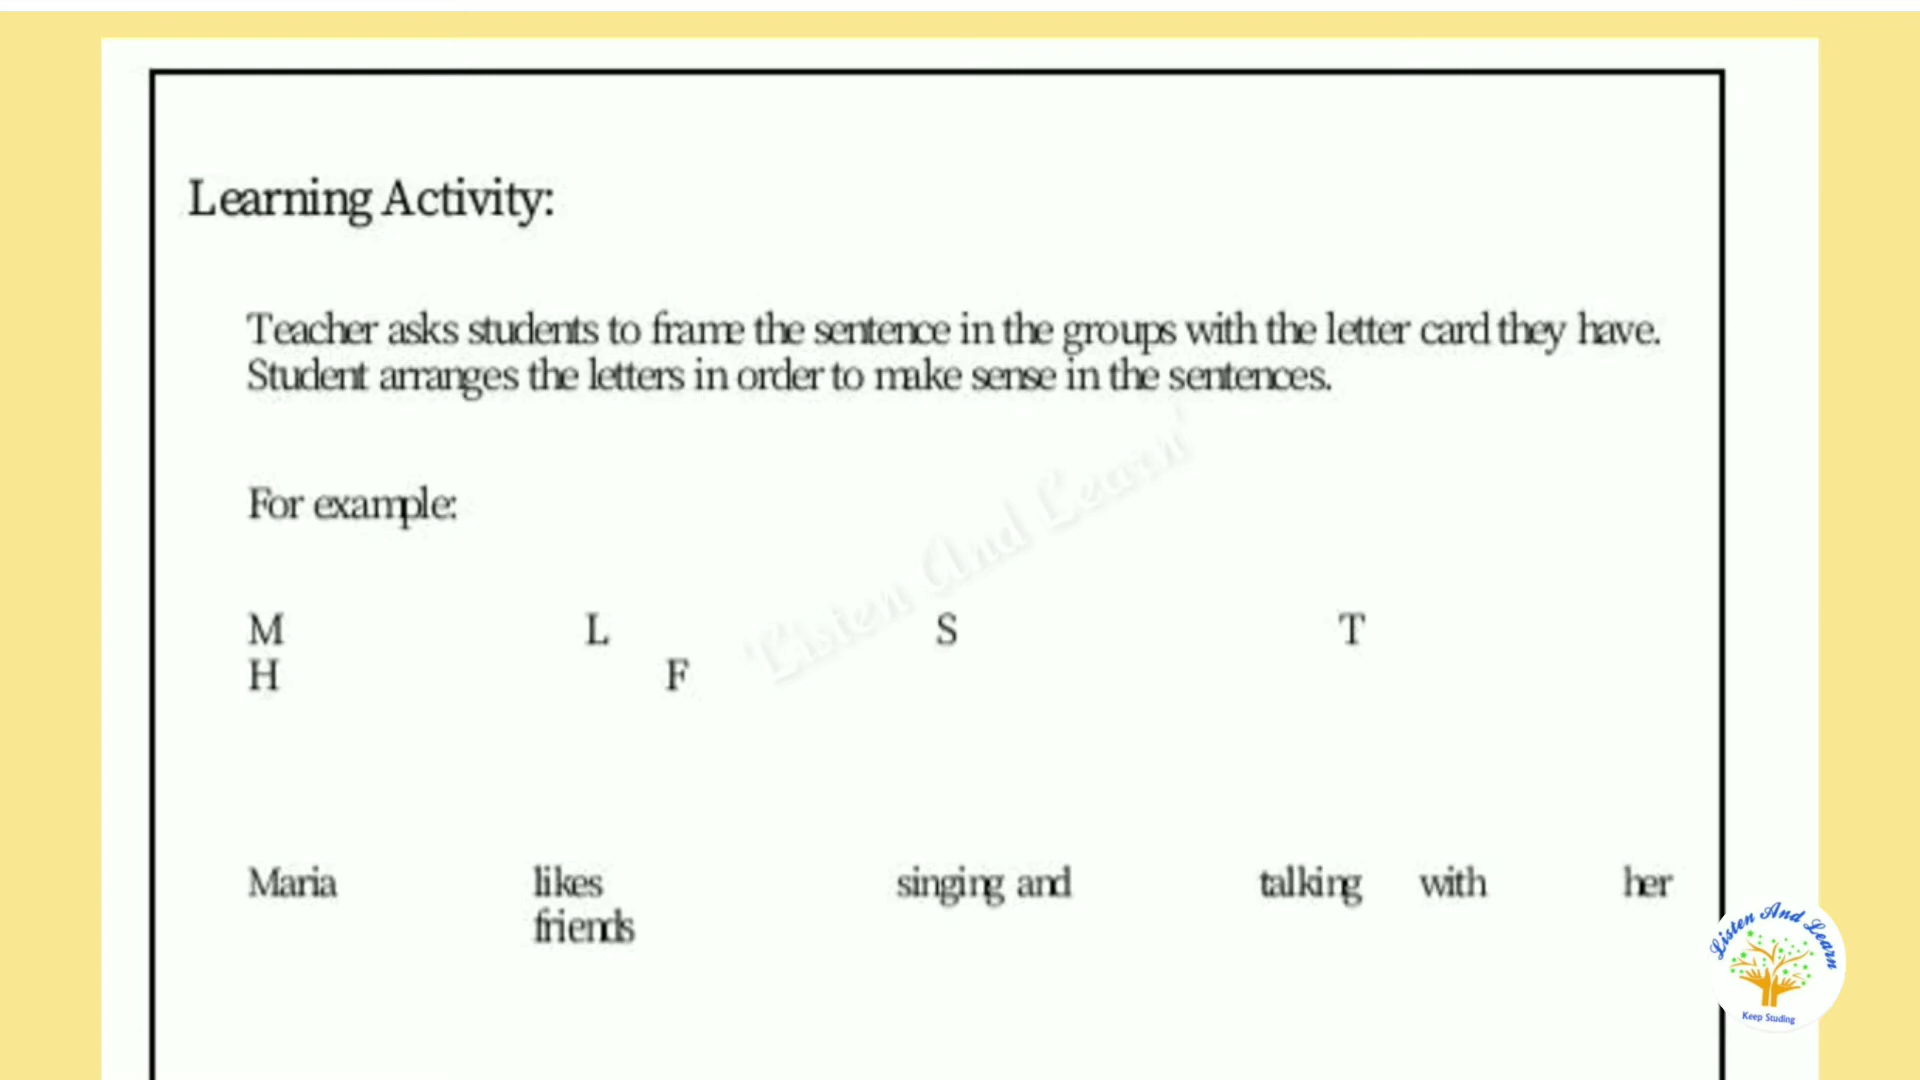 Learning Activity:
Teacher asks students to frame the sentence in the groups with the letter card they have.
Student arranges the letters in order to make sense in the sentences.
For example:
'Listen And Learn'
M L S T
H F
Maria likes singing and talking with her
friends
Listen And Learn
Keep Studing